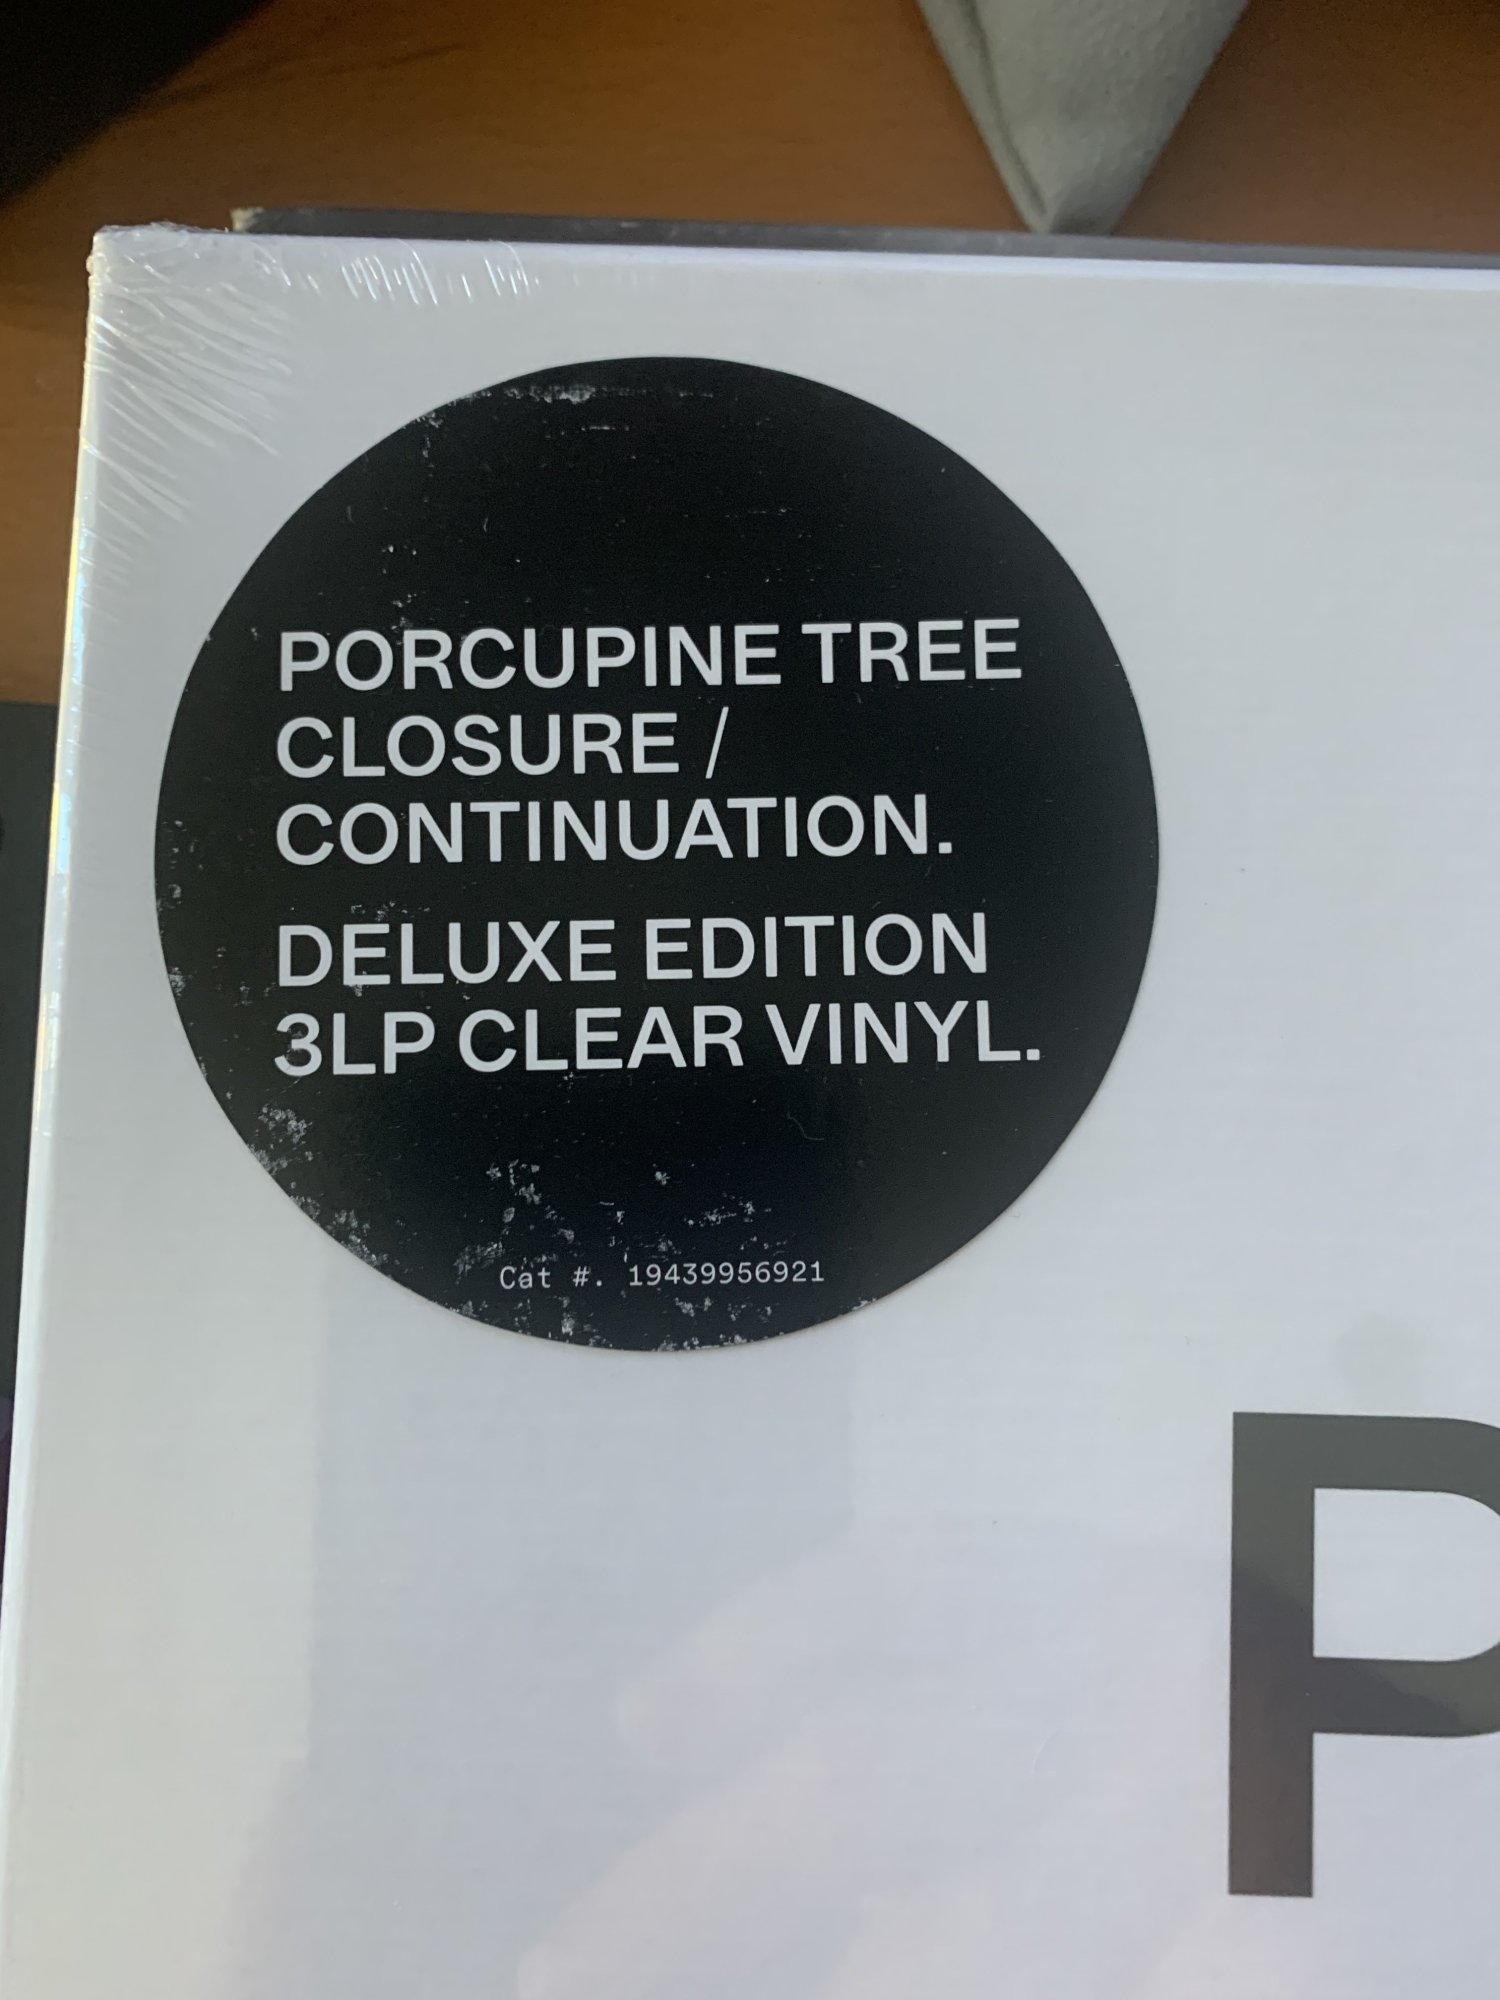 PORCUPINE TREE
CLOSURE /
CONTINUATION.
DELUXE EDITION
3LP CLEAR VINYL.
Cat #. 19439956921
P